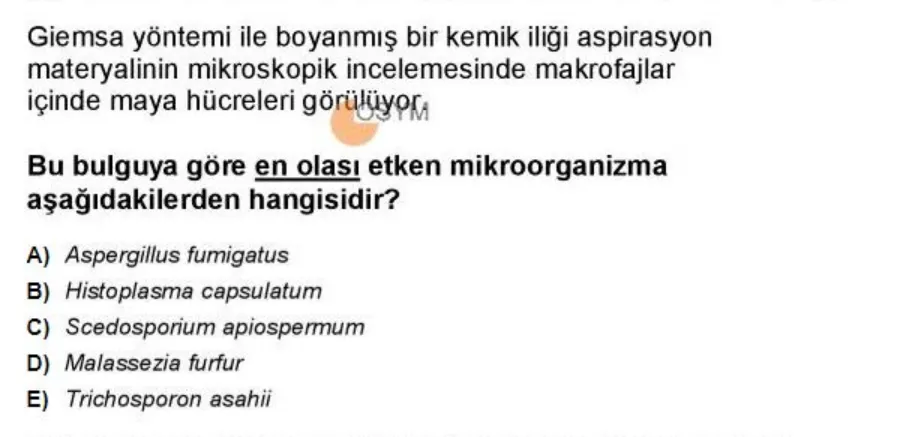 Giemsa yöntemi ile boyanmış bir kemik iliği aspirasyon
materyalinin mikroskopik incelemesinde makrofajlar
içinde maya hücreleri görülüyor.
ÖSYM
Bu bulguya göre en olası etken mikroorganizma
aşağıdakilerden hangisidir?
A) Aspergillus fumigatus
B) Histoplasma capsulatum
C) Scedosporium apiospermum
D) Malassezia furfur
E) Trichosporon asahii